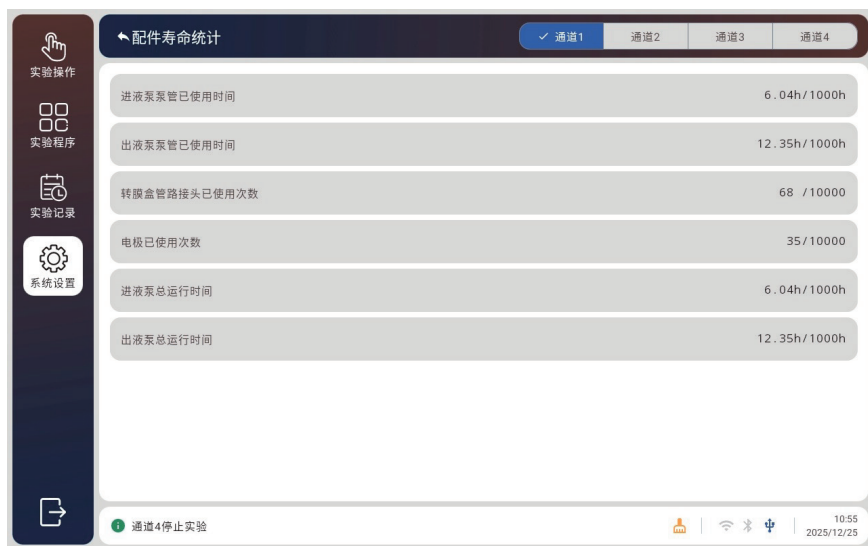 实验操作
实验程序
实验记录
系统设置
配件寿命统计
通道1
通道2
通道3
通道4
进液泵泵管已使用时间
6.04h/1000h
出液泵泵管已使用时间
12.35h/1000h
转膜盒管路接头已使用次数
68 /10000
电极已使用次数
35/10000
进液泵总运行时间
6.04h/1000h
出液泵总运行时间
12.35h/1000h
通道4停止实验
10:55
2025/12/25